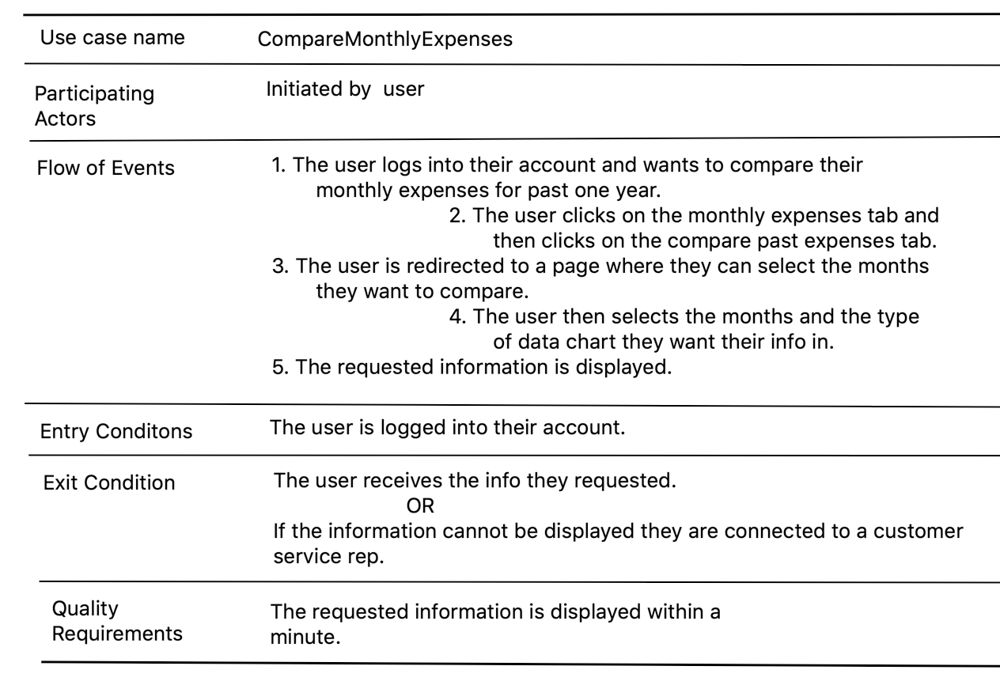 Use case name CompareMonthlyExpenses
Participating Actors
Initiated by user
Flow of Events
1. The user logs into their account and wants to compare their
monthly expenses for past one year.
2. The user clicks on the monthly expenses tab and
then clicks on the compare past expenses tab.
3. The user is redirected to a page where they can select the months
they want to compare.
4. The user then selects the months and the type
of data chart they want their info in.
5. The requested information is displayed.
Entry Conditons The user is logged into their account.
Exit Condition
The user receives the info they requested.
OR
If the information cannot be displayed they are connected to a customer
service rep.
Quality
Requirements
The requested information is displayed within a
minute.